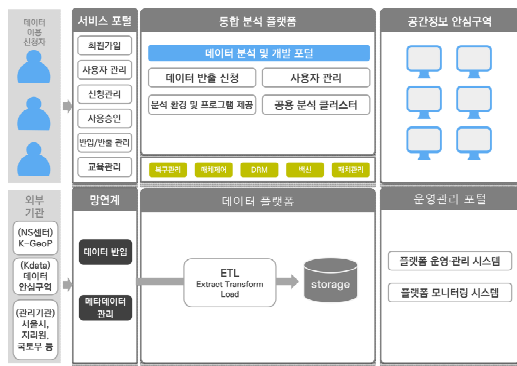 데이터
이용
신청자
서비스 포털
회원가입
사용자 관리
신청관리
사용승인
반입/반출 관리
교육관리
통합 분석 플랫폼
데이터 분석 및 개발 포털
데이터 반출 신청
사용자 관리
분석 환경 및 프로그램 제공
공용 분석 클러스터
복구관리
매체제어
DRM
백신
패치관리
공간정보 안심구역
외부
기관
(NS센터)
K-GeoP
(Kdata)
데이터
안심구역
(관리기관)
서울시,
지리원,
국토부 등
망연계
데이터 반입
메타데이터
관리
데이터 플랫폼
ETL
Extract Transform
Load
storage
운영관리 포털
플랫폼 운영·관리 시스템
플랫폼 모니터링 시스템